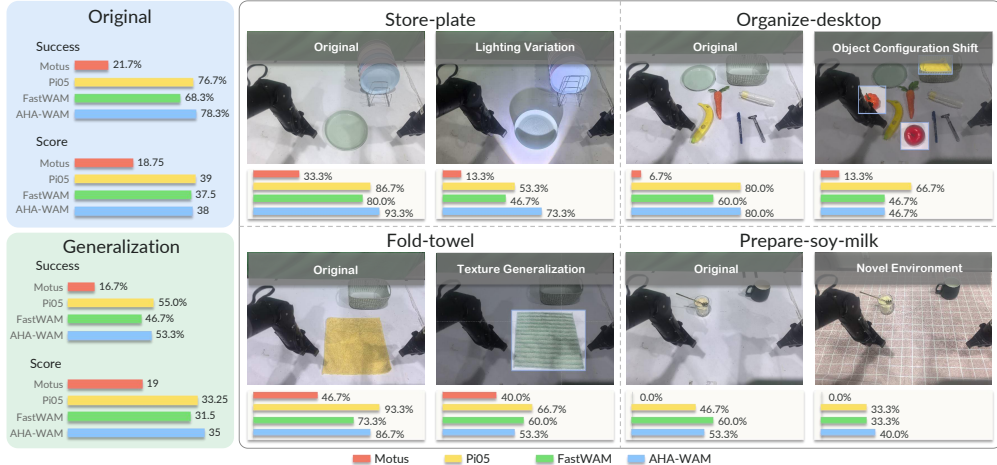 Original
Success
Motus 21.7%
Pi05 76.7%
FastWAM 68.3%
AHA-WAM 78.3%
Score
Motus 18.75
Pi05 39
FastWAM 37.5
AHA-WAM 38
Generalization
Success
Motus 16.7%
Pi05 55.0%
FastWAM 46.7%
AHA-WAM 53.3%
Score
Motus 19
Pi05 33.25
FastWAM 31.5
AHA-WAM 35
Store-plate
Original
33.3%
86.7%
80.0%
93.3%
Lighting Variation
13.3%
53.3%
46.7%
73.3%
Organize-desktop
Original
6.7%
80.0%
60.0%
80.0%
Object Configuration Shift
13.3%
66.7%
46.7%
46.7%
Fold-towel
Original
46.7%
93.3%
73.3%
86.7%
Texture Generalization
40.0%
66.7%
60.0%
53.3%
Prepare-soy-milk
Original
0.0%
46.7%
60.0%
53.3%
Novel Environment
0.0%
33.3%
33.3%
40.0%
Motus Pi05 FastWAM AHA-WAM